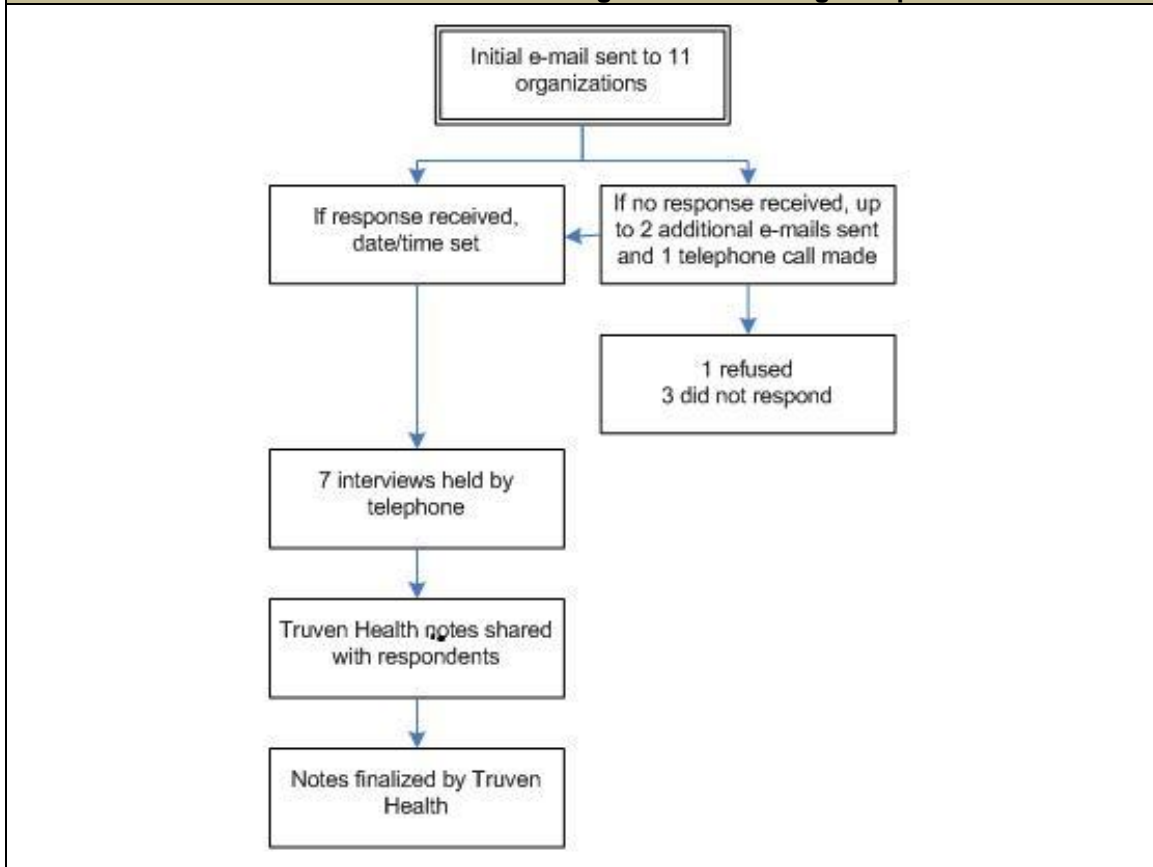 Initial e-mail sent to 11
organizations
If response received,
date/time set
If no response received, up
to 2 additional e-mails sent
and 1 telephone call made
1 refused
3 did not respond
7 interviews held by
telephone
Truven Health notes shared
with respondents
Notes finalized by Truven
Health